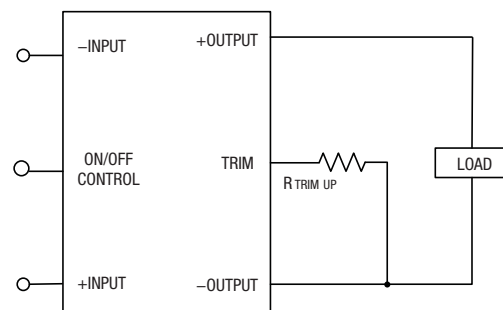 –INPUT
+OUTPUT
ON/OFF
CONTROL
TRIM
R TRIM UP
LOAD
+INPUT
–OUTPUT